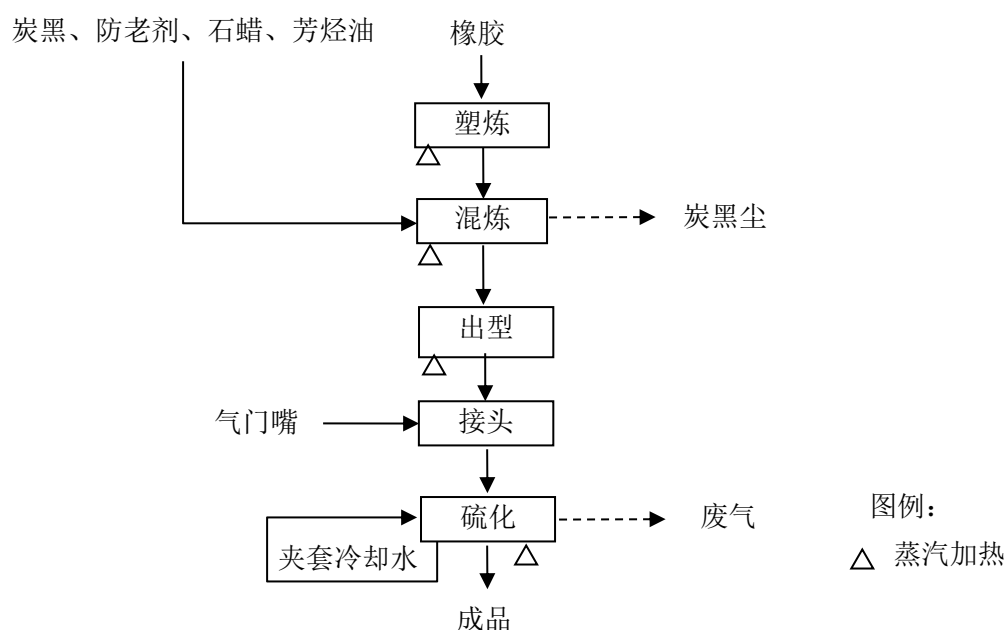 炭黑、防老剂、石蜡、芳烃油
橡胶
塑炼
混炼
炭黑尘
出型
气门嘴
接头
硫化
废气
图例：
夹套冷却水
蒸汽加热
成品